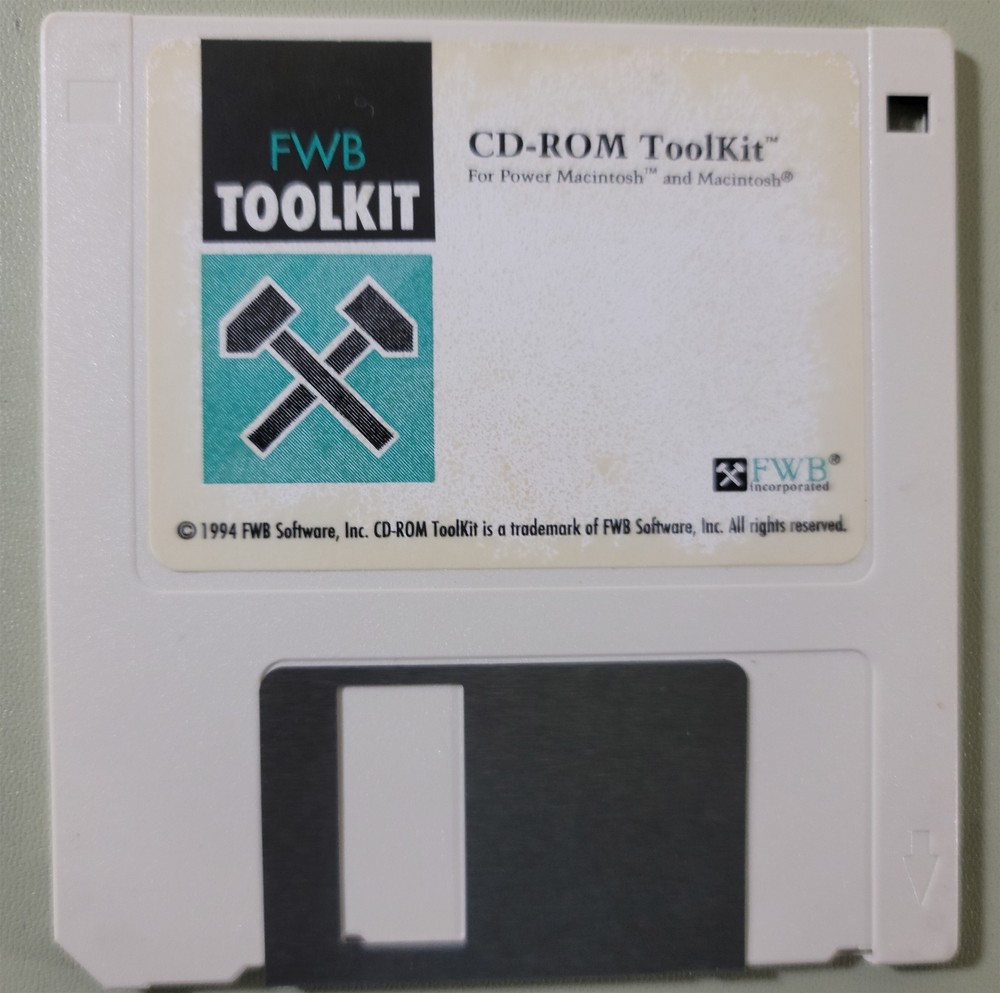 FWB
TOOLKIT
CD-ROM ToolKit™
For Power Macintosh™ and Macintosh®
FWB®
incorporated
© 1994 FWB Software, Inc. CD-ROM ToolKit is a trademark of FWB Software, Inc. All rights reserved.